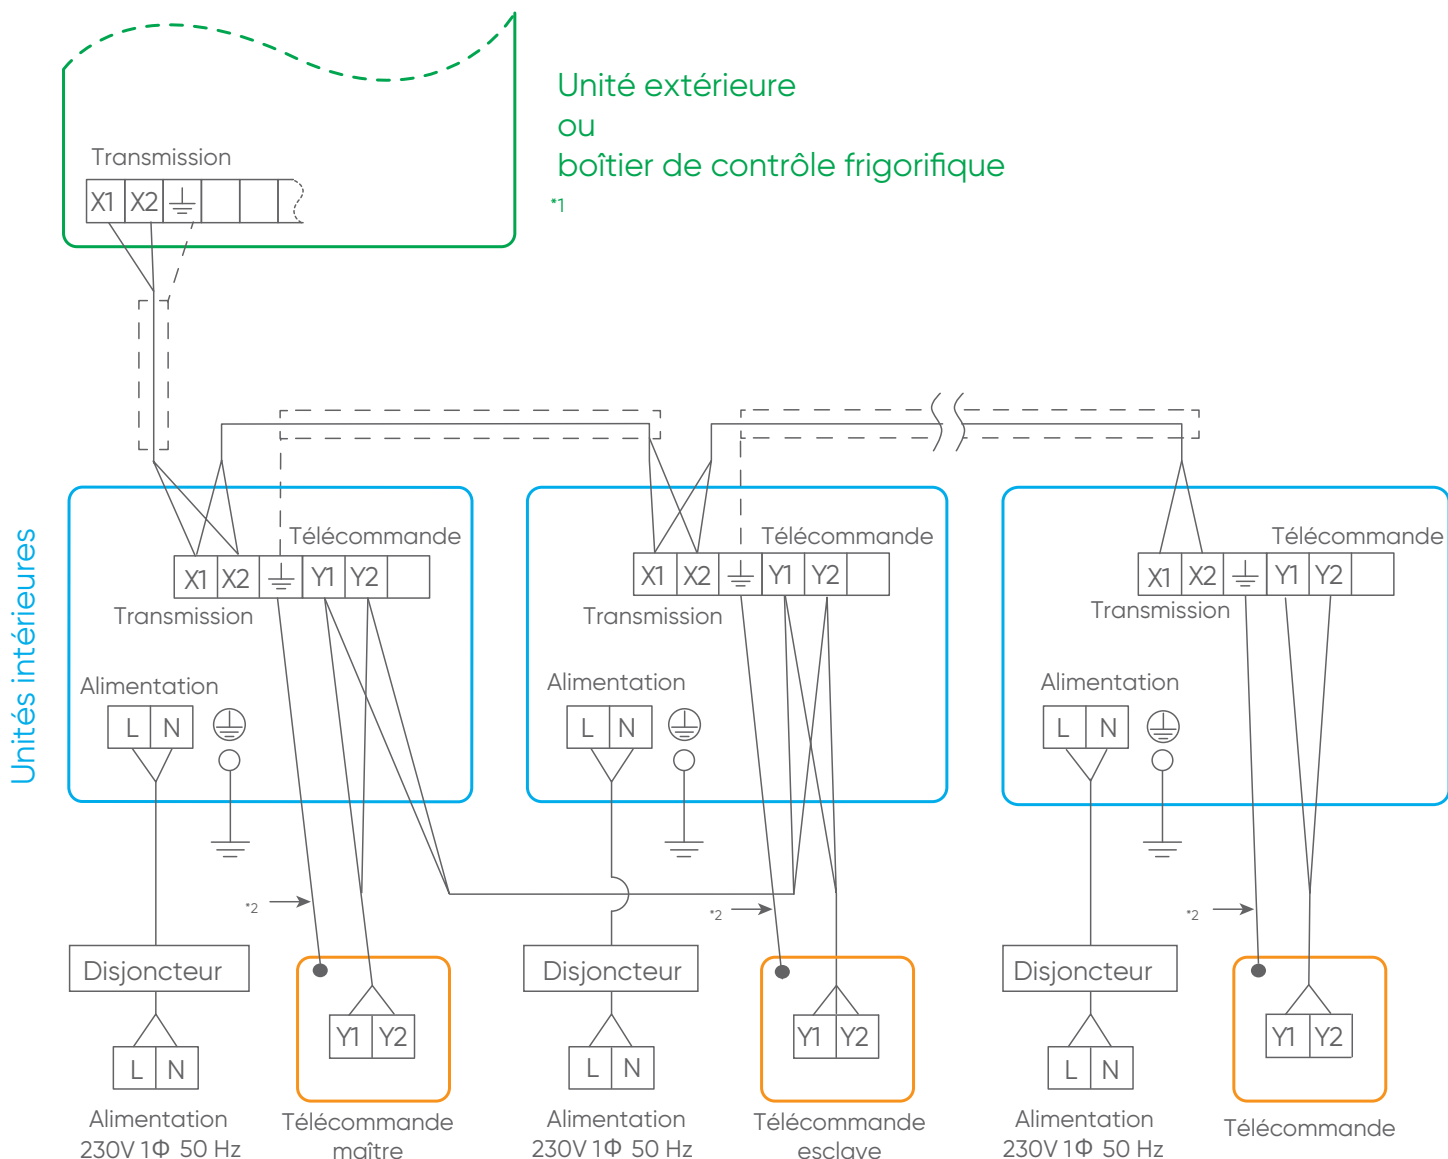 Unité extérieure
ou
boîtier de contrôle frigorifique
*1
Transmission
X1 X2
Unités intérieures
Télécommande
X1 X2 Y1 Y2
Transmission
Alimentation
L N
Télécommande
X1 X2 Y1 Y2
Transmission
Alimentation
L N
Télécommande
X1 X2 Y1 Y2
Transmission
Alimentation
L N
*2
*2
*2
Disjoncteur
Y1 Y2
L N
Alimentation
230V 1Φ 50 Hz
Télécommande
maître
Disjoncteur
Y1 Y2
L N
Alimentation
230V 1Φ 50 Hz
Télécommande
esclave
Disjoncteur
Y1 Y2
L N
Alimentation
230V 1Φ 50 Hz
Télécommande